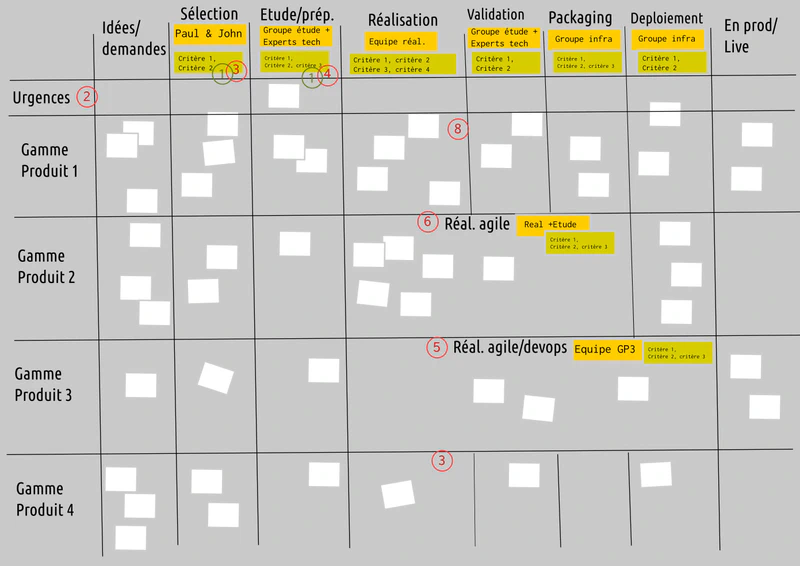 Idées/
demandes
Sélection
Paul & John
Critère 1,
Critère 2
1
3
Etude/prép.
Groupe étude +
Experts tech
Critère 1,
Critère 2, critère 3
1
4
Réalisation
Equipe réal.
Critère 1, critère 2
Critère 3, critère 4
Validation
Groupe étude +
Experts tech
Critère 1,
Critère 2
Packaging
Groupe infra
Critère 1,
Critère 2, critère 3
Deploiement
Groupe infra
Critère 1,
Critère 2
En prod/
Live
Urgences
2
Gamme
Produit 1
8
Gamme
Produit 2
6
Réal. agile
Real +Etude
Critère 1,
Critère 2, critère 3
Gamme
Produit 3
5
Réal. agile/devops
Equipe GP3
Critère 1,
Critère 2, critère 3
Gamme
Produit 4
3